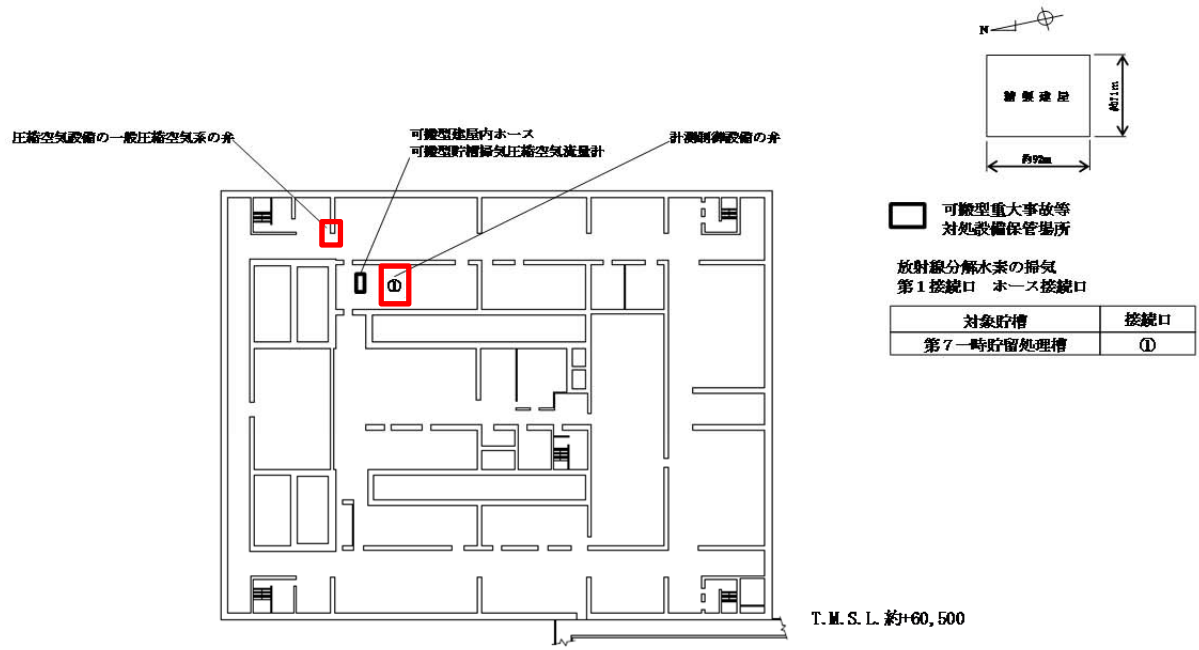 N
精製建屋
約71m
約92m
圧縮空気設備の一般圧縮空気系の弁
可搬型建屋内ホース
可搬型貯槽掃気圧縮空気流量計
計測制御設備の弁
①
可搬型重大事故等
対処設備保管場所
放射線分解水素の掃気
第1接続口 ホース接続口
対象貯槽 接続口
第7一時貯留処理槽 ①
T.M.S.L.約+60,500